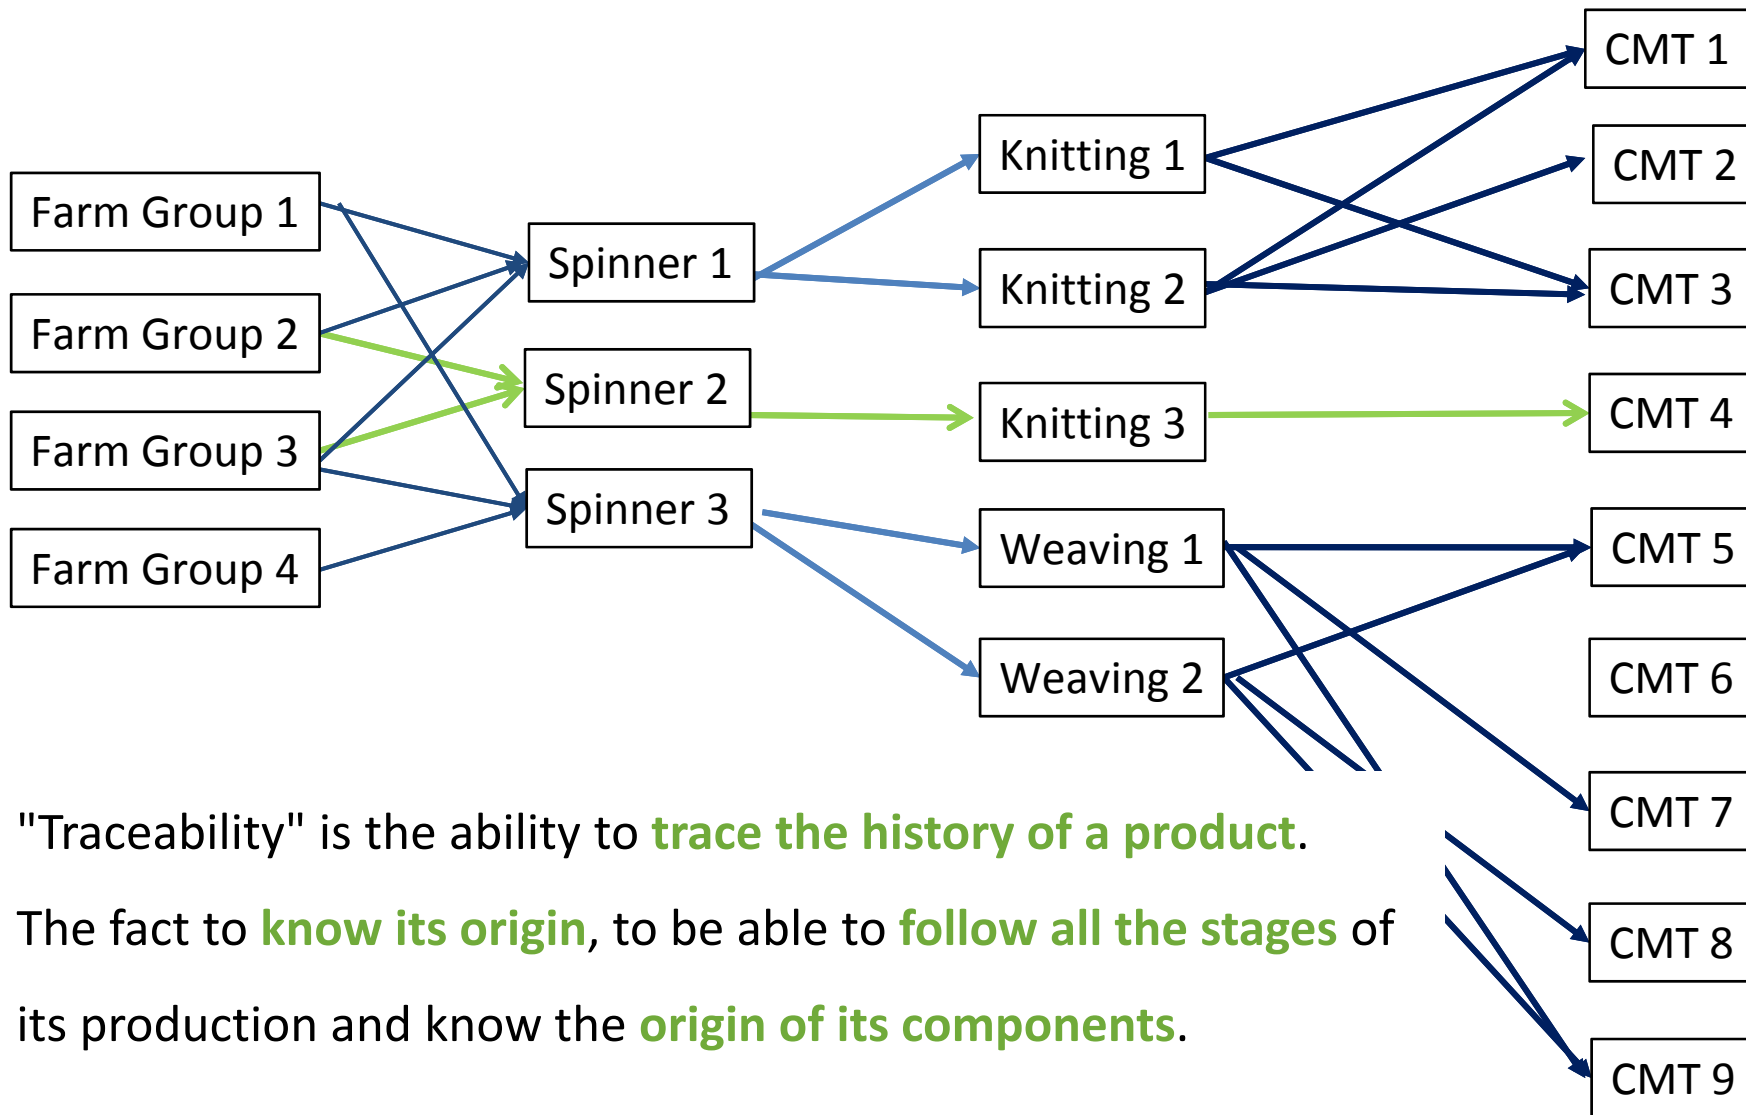 Farm Group 1
Farm Group 2
Farm Group 3
Farm Group 4
Spinner 1
Spinner 2
Spinner 3
Knitting 1
Knitting 2
Knitting 3
Weaving 1
Weaving 2
CMT 1
CMT 2
CMT 3
CMT 4
CMT 5
CMT 6
CMT 7
CMT 8
CMT 9
"Traceability" is the ability to trace the history of a product.
The fact to know its origin, to be able to follow all the stages of
its production and know the origin of its components.